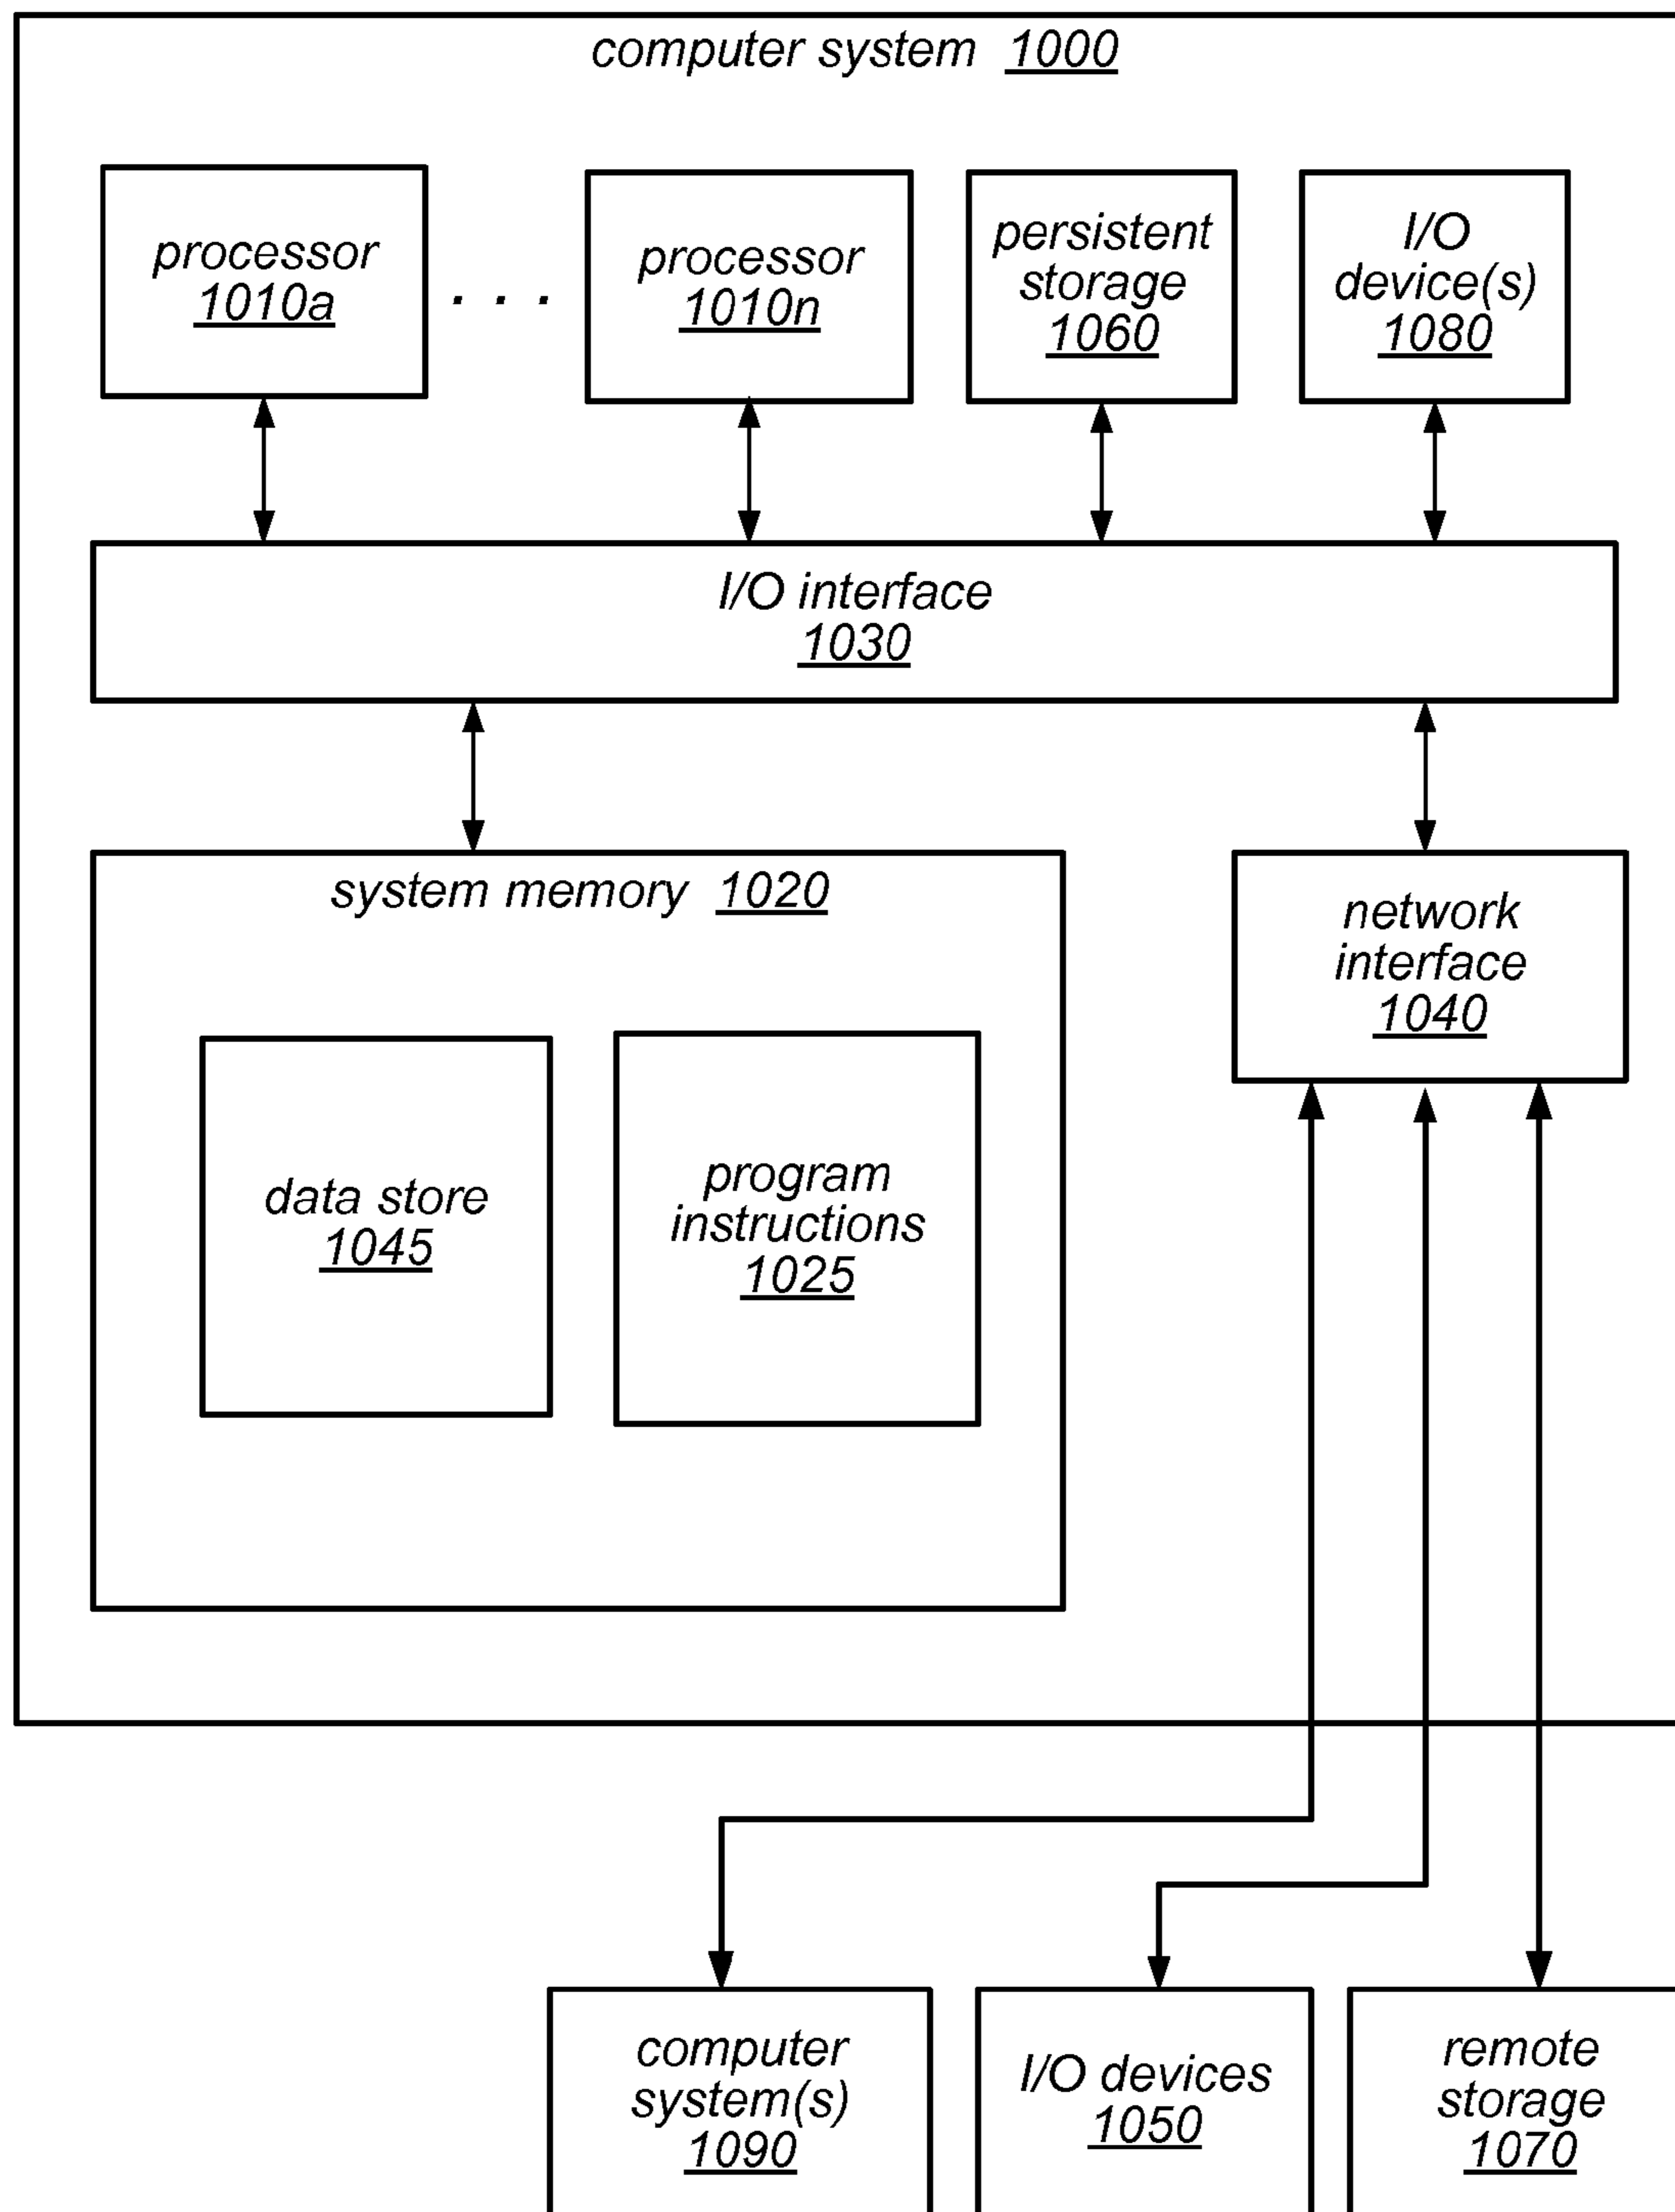 computer system 1000
processor
1010a
. . .
processor
1010n
persistent
storage
1060
I/O
device(s)
1080
I/O interface
1030
system memory 1020
data store
1045
program
instructions
1025
network
interface
1040
computer
system(s)
1090
I/O devices
1050
remote
storage
1070